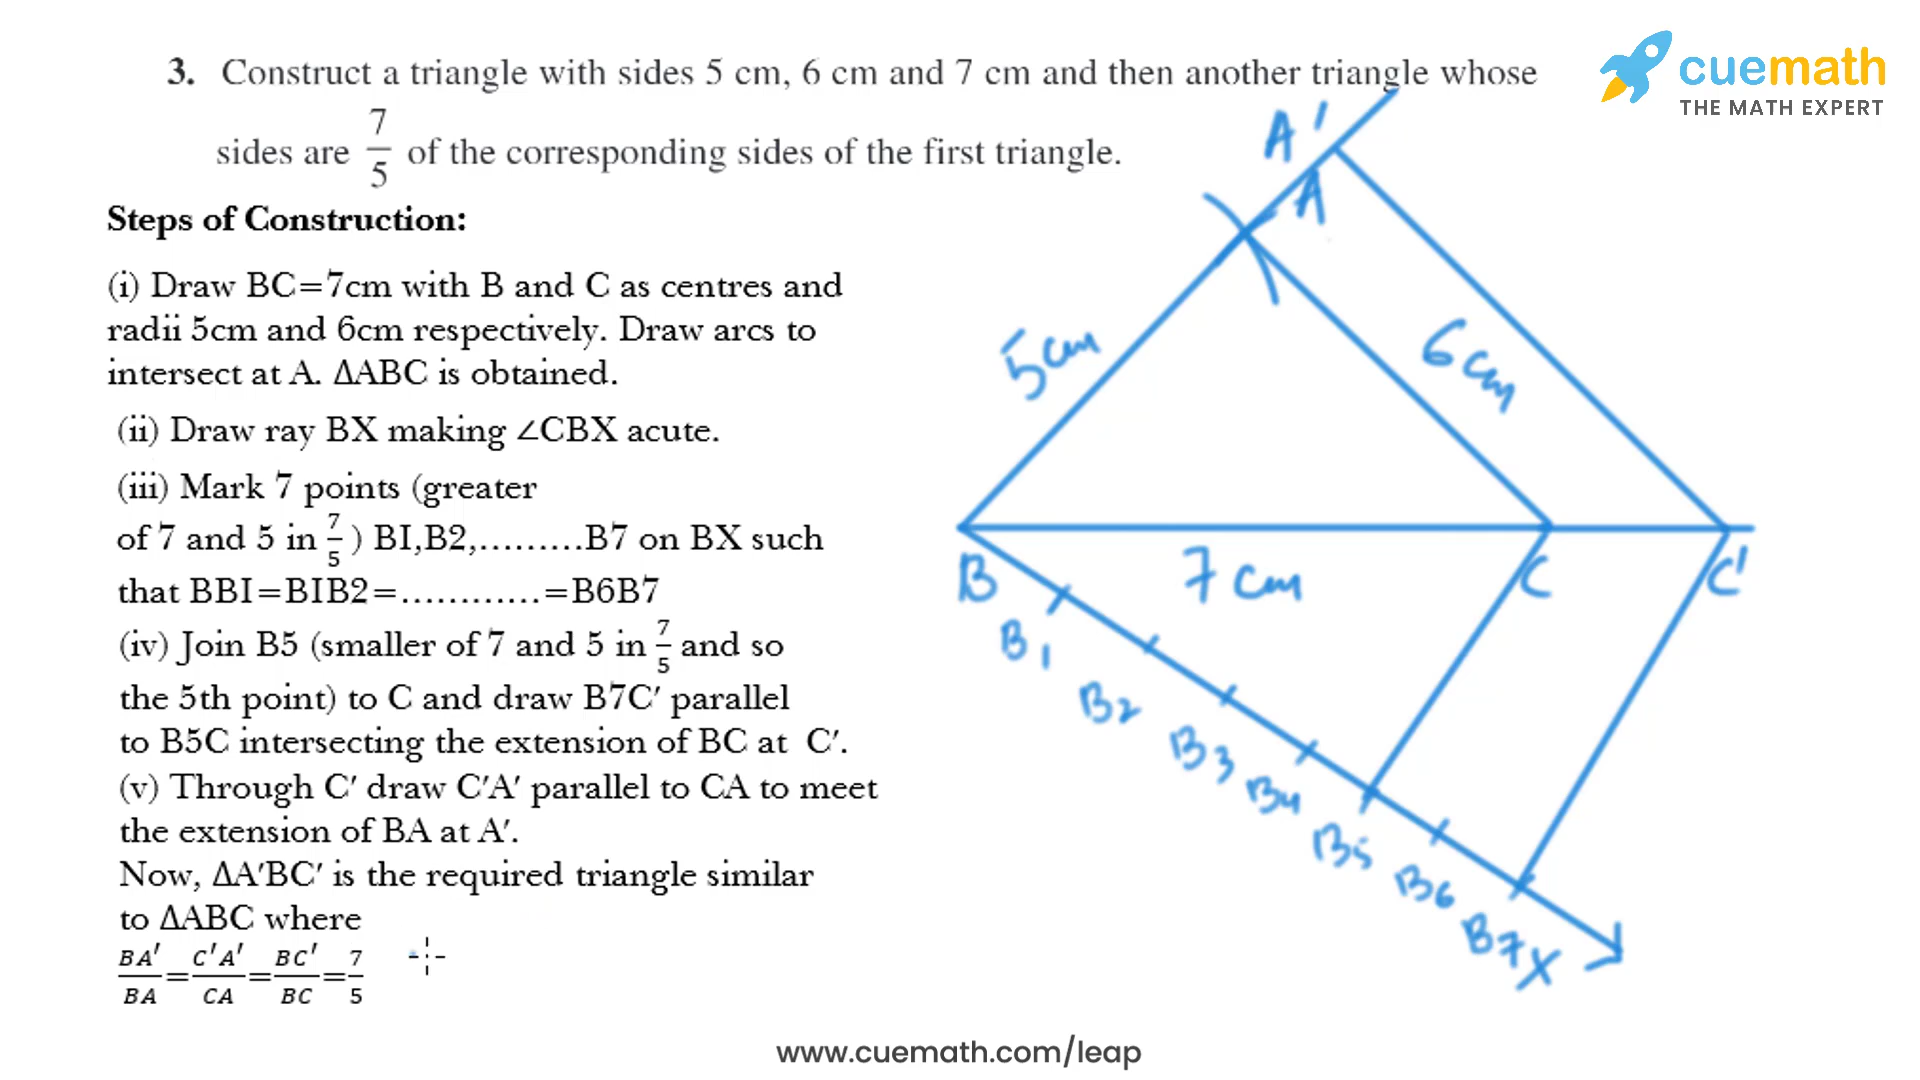 3. Construct a triangle with sides 5 cm, 6 cm and 7 cm and then another triangle whose
sides are 7/5 of the corresponding sides of the first triangle.
cuemath
THE MATH EXPERT
Steps of Construction:
(i) Draw BC=7cm with B and C as centres and
radii 5cm and 6cm respectively. Draw arcs to
intersect at A. ΔABC is obtained.
(ii) Draw ray BX making ∠CBX acute.
(iii) Mark 7 points (greater
of 7 and 5 in 7/5 ) BI,B2,.........B7 on BX such
that BBI=BIB2=............=B6B7
(iv) Join B5 (smaller of 7 and 5 in 7/5 and so
the 5th point) to C and draw B7C′ parallel
to B5C intersecting the extension of BC at C′.
(v) Through C′ draw C′A′ parallel to CA to meet
the extension of BA at A′.
Now, ΔA′BC′ is the required triangle similar
to ΔABC where
BA′/BA=C′A′/CA=BC′/BC=7/5
A'
A
5cm
6cm
B
7 cm
C
C'
B1
B2
B3
B4
B5
B6
B7
X
www.cuemath.com/leap